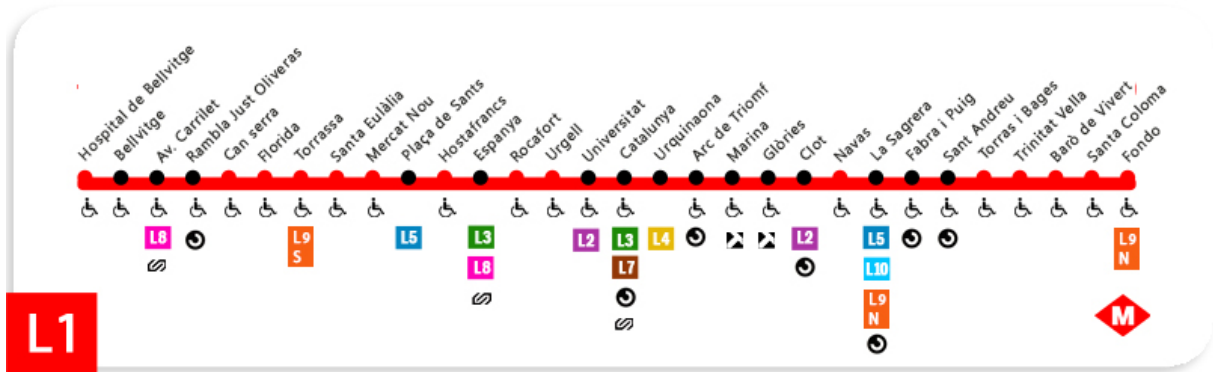 Hospital de Bellvitge
Bellvitge
Av. Carrilet
Rambla Just Oliveras
Can serra
Florida
Torrassa
Santa Eulàlia
Mercat Nou
Plaça de Sants
Hostafrancs
Espanya
Rocafort
Urgell
Universitat
Catalunya
Urquinaona
Arc de Triomf
Marina
Glòries
Clot
Navas
La Sagrera
Fabra i Puig
Sant Andreu
Torras i Bages
Trinitat Vella
Barò de Vivert
Santa Coloma
Fondo
L8
L9
S
L5
L3
L8
L2
L3
L7
L4
L2
L5
L10
L9
N
L9
N
L1
M